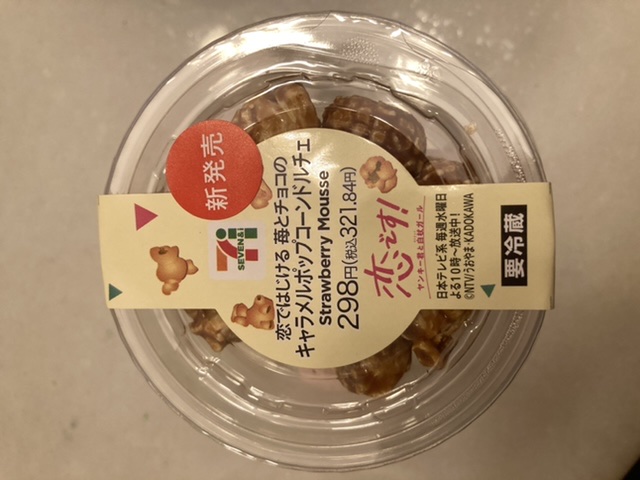 新発売
SEVEN&i
恋ではじける 苺とチョコの
キャラメルポップコーンドルチェ
Strawberry Mousse
298円(税込321.84円)
恋です!
ヤンキー君と白杖ガール
日本テレビ系 毎週水曜日
よる10時〜放送中!
©NTV/うおやま・KADOKAWA
要冷蔵